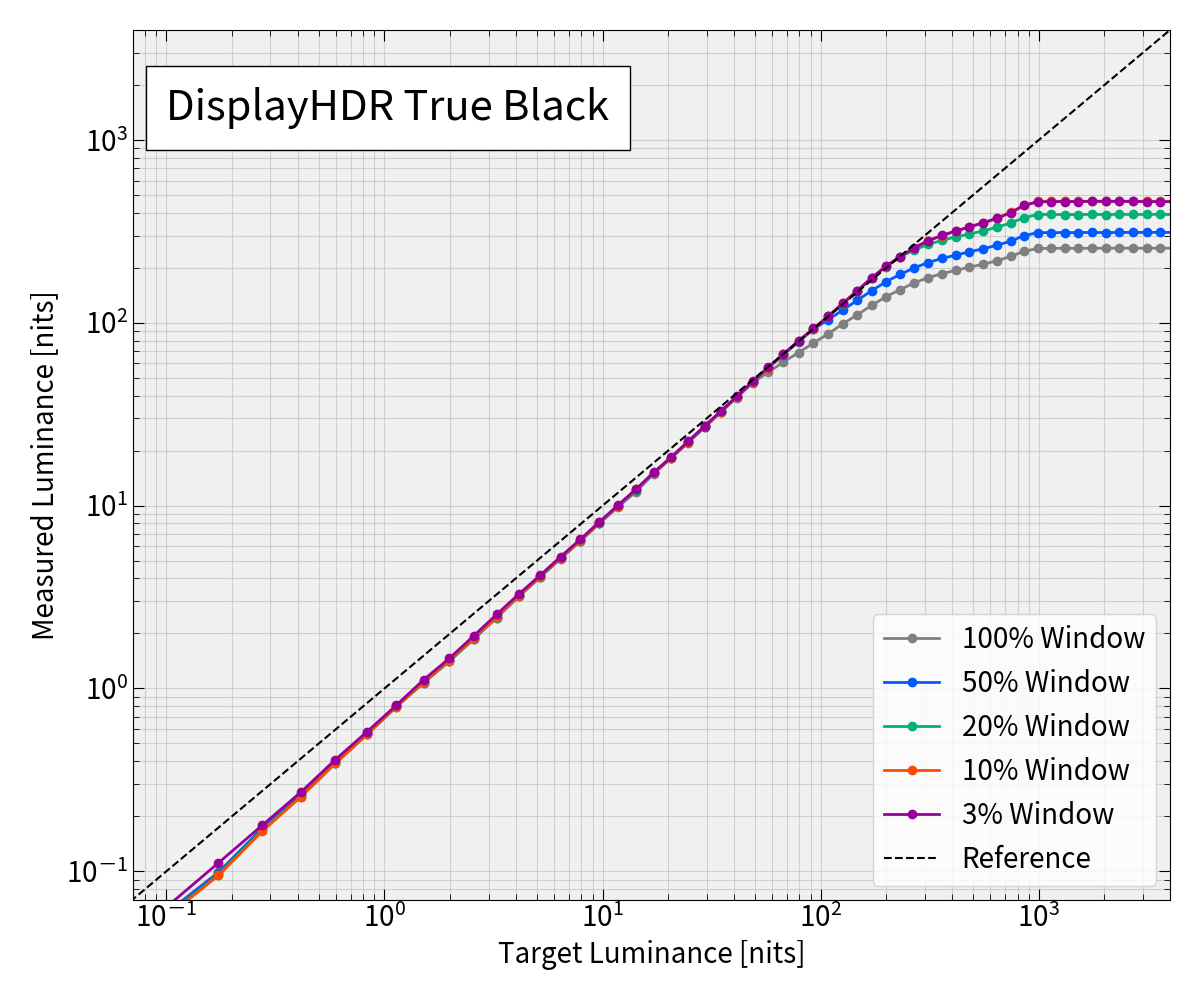 DisplayHDR True Black
Measured Luminance [nits]
10³
10²
10¹
10⁰
10⁻¹
100% Window
50% Window
20% Window
10% Window
3% Window
Reference
10⁻¹ 10⁰ 10¹ 10² 10³
Target Luminance [nits]